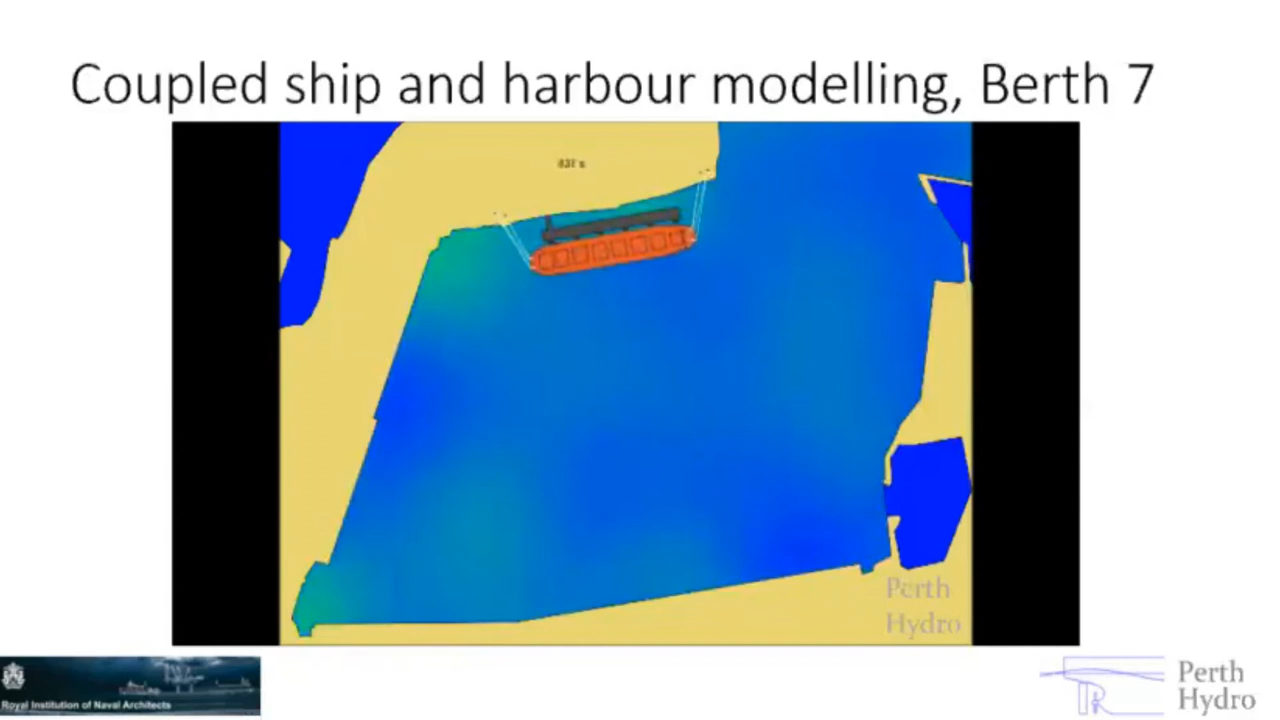 Coupled ship and harbour modelling, Berth 7
Perth
Hydro
Royal Institution of Naval Architects
Perth
Hydro